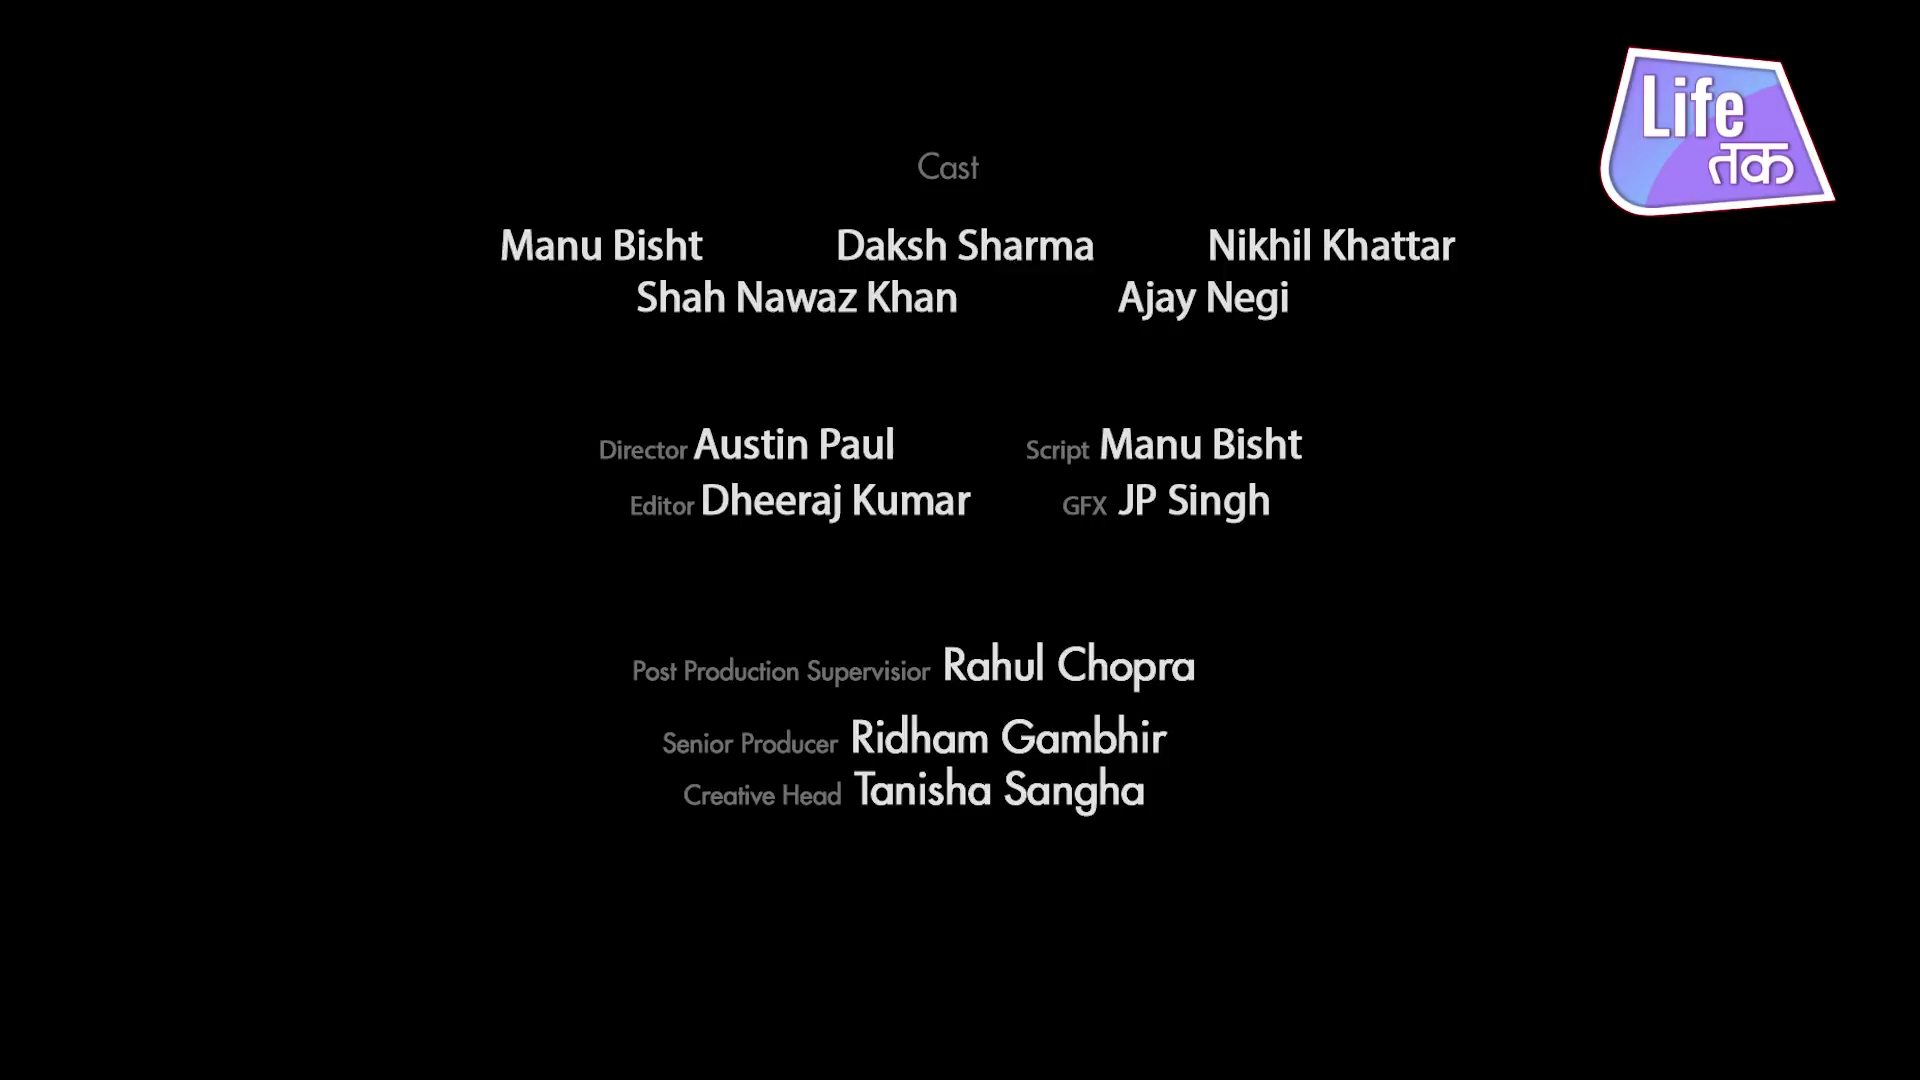 Life
तक
Cast
Manu Bisht Daksh Sharma Nikhil Khattar
Shah Nawaz Khan Ajay Negi
Director Austin Paul Script Manu Bisht
Editor Dheeraj Kumar GFX JP Singh
Post Production Supervisior Rahul Chopra
Senior Producer Ridham Gambhir
Creative Head Tanisha Sangha